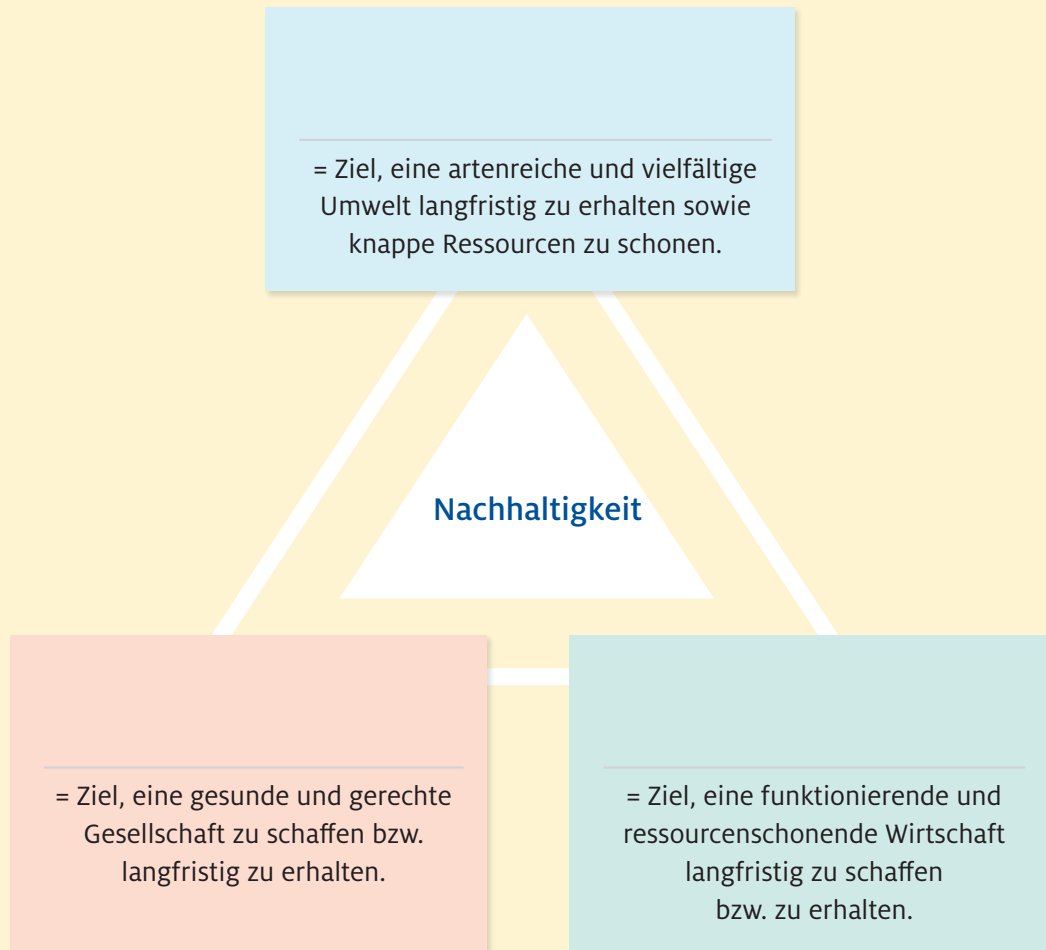 = Ziel, eine artenreiche und vielfältige
Umwelt langfristig zu erhalten sowie
knappe Ressourcen zu schonen.
Nachhaltigkeit
= Ziel, eine gesunde und gerechte
Gesellschaft zu schaffen bzw.
langfristig zu erhalten.
= Ziel, eine funktionierende und
ressourcenschonende Wirtschaft
langfristig zu schaffen
bzw. zu erhalten.